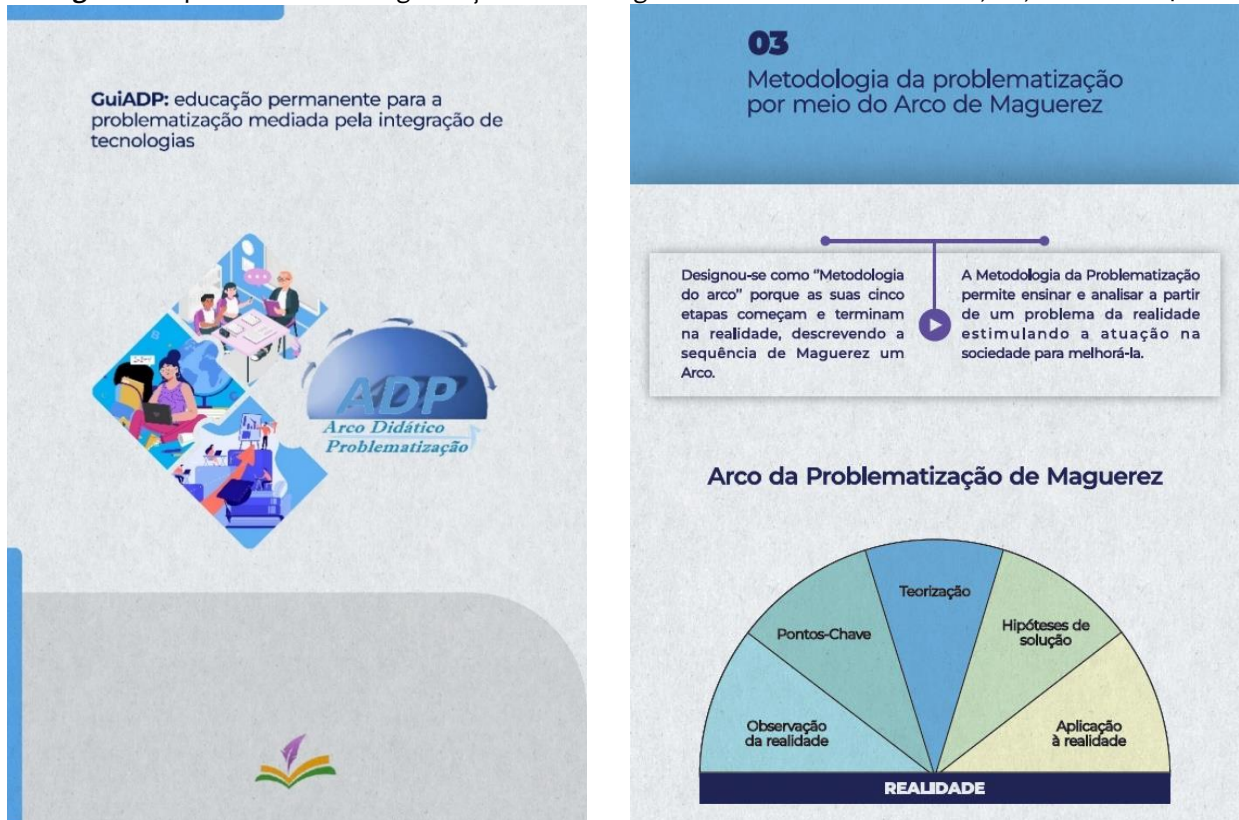 GuiADP: educação permanente para a
problematização mediada pela integração de
tecnologias
ADP
Arco Didático
Problematização
03
Metodologia da problematização
por meio do Arco de Maguerez
Designou-se como "Metodologia
do arco" porque as suas cinco
etapas começam e terminam
na realidade, descrevendo a
sequência de Maguerez um
Arco.
A Metodologia da Problematização
permite ensinar e analisar a partir
de um problema da realidade
estimulando a atuação na
sociedade para melhorá-la.
Arco da Problematização de Maguerez
Teorização
Pontos-Chave
Hipóteses de
solução
Observação
da realidade
Aplicação
à realidade
REALIDADE